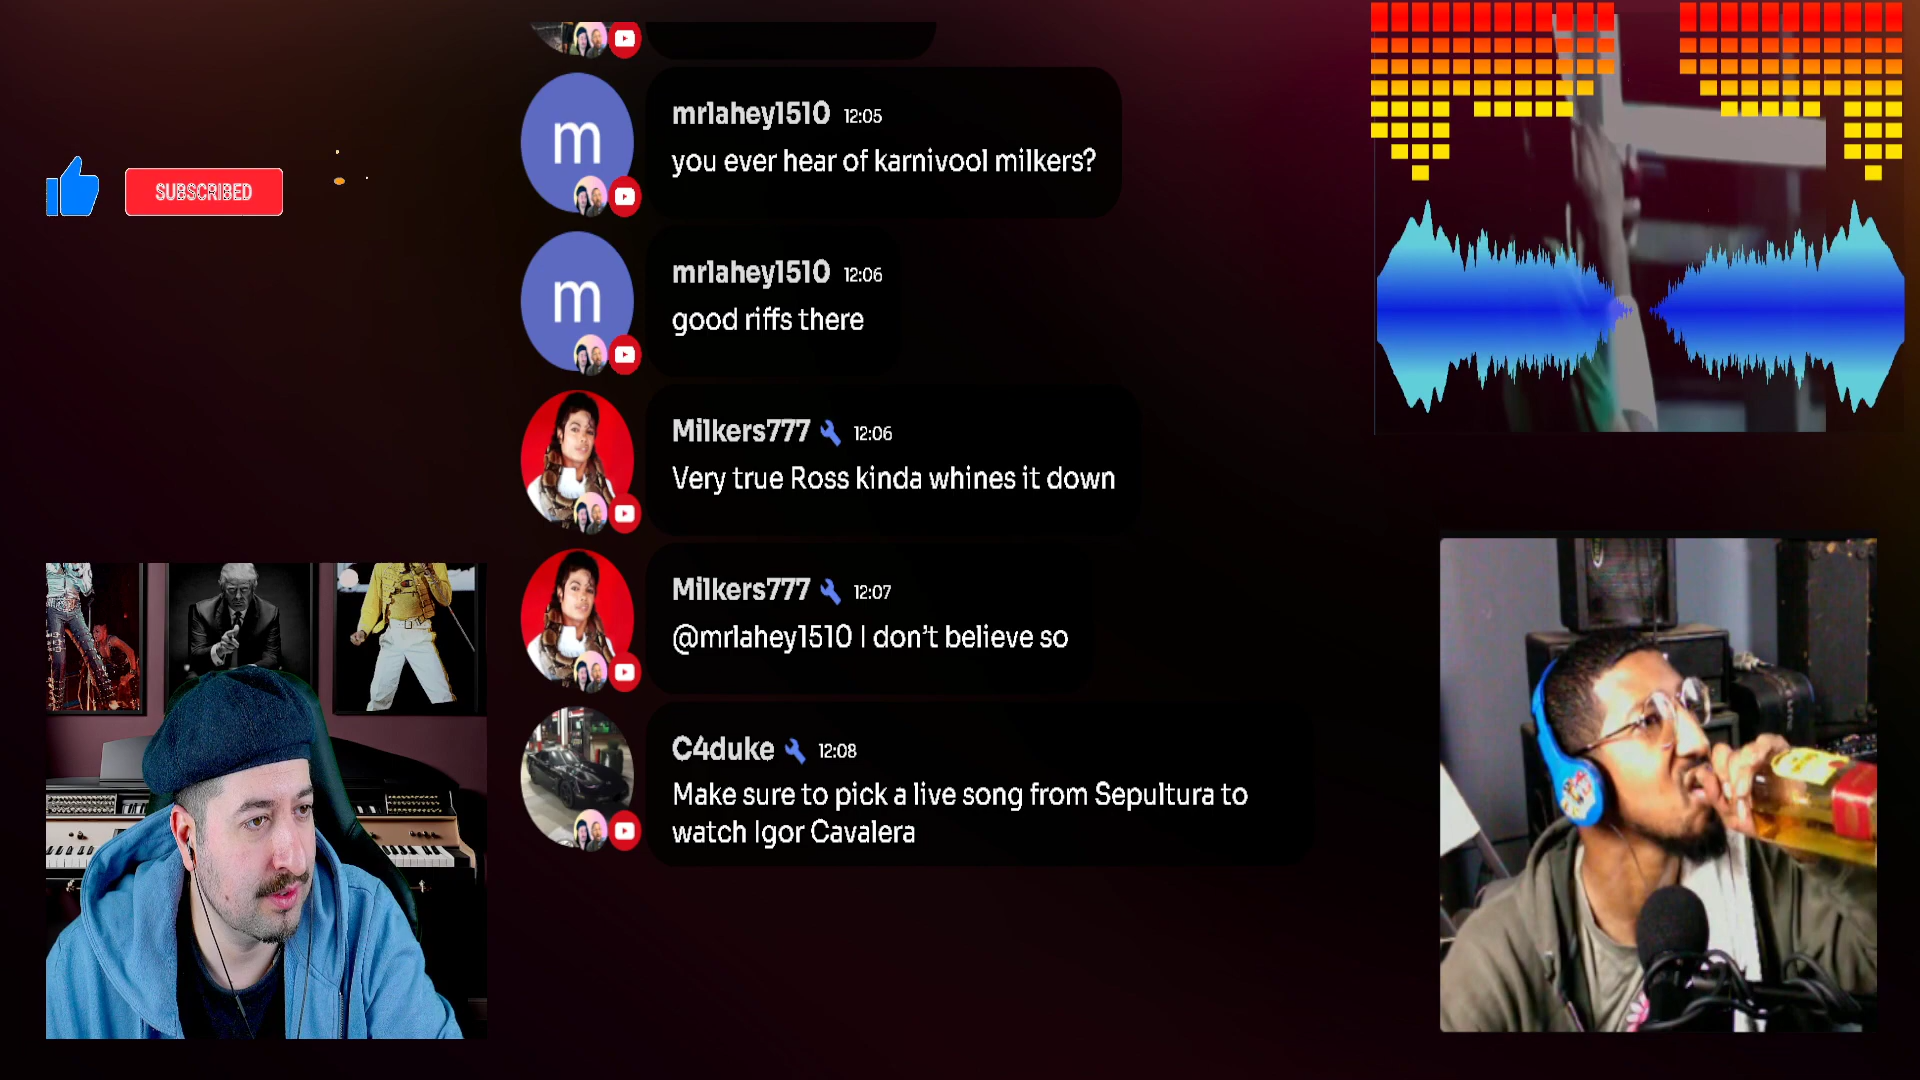 mrlahey1510 12:05
you ever hear of karnivool milkers?
SUBSCRIBED
m
mrlahey1510 12:06
good riffs there
m
Milkers777 12:06
Very true Ross kinda whines it down
Milkers777 12:07
@mrlahey1510 I don't believe so
C4duke 12:08
Make sure to pick a live song from Sepultura to
watch Igor Cavalera